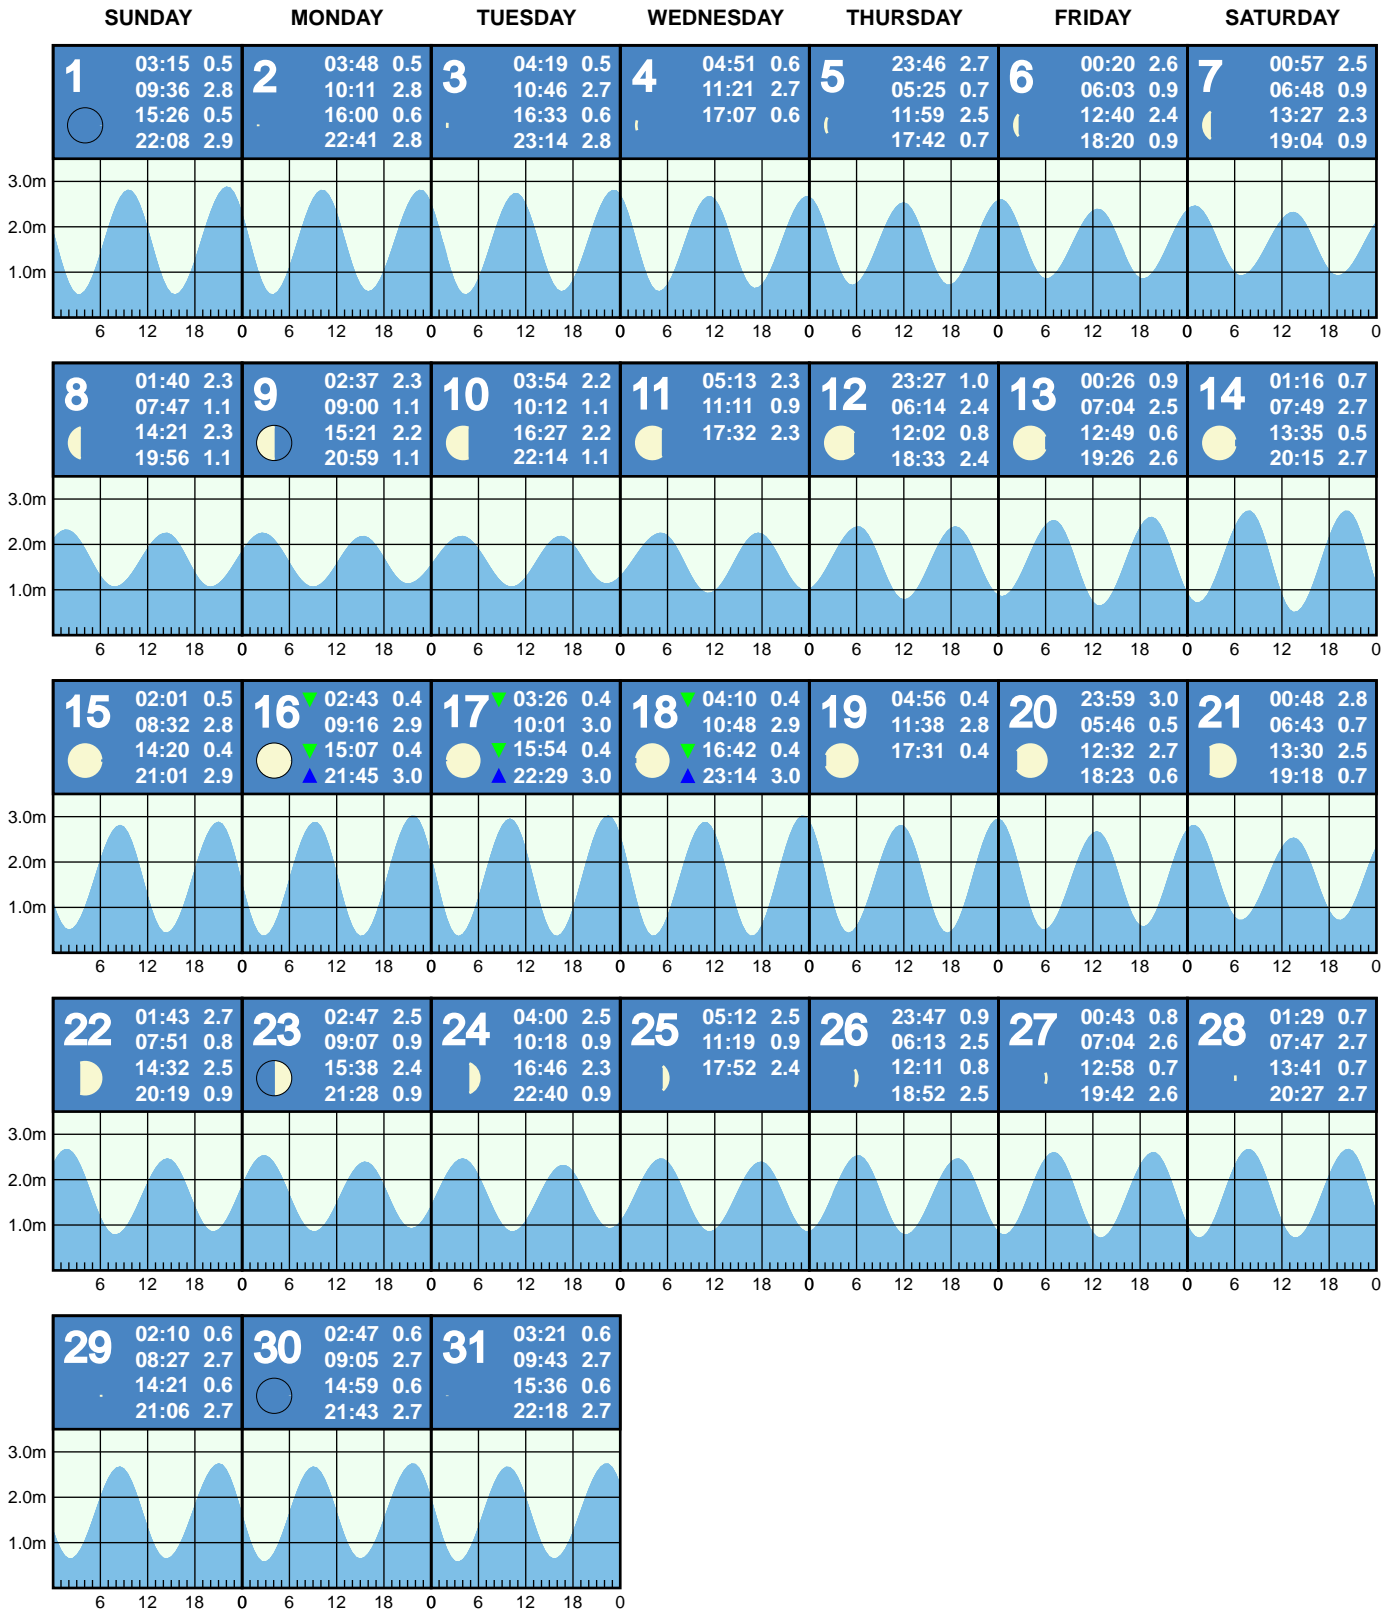 SUNDAY MONDAY TUESDAY WEDNESDAY THURSDAY FRIDAY SATURDAY
1 03:15 0.5
09:36 2.8
15:26 0.5
22:08 2.9
2 03:48 0.5
10:11 2.8
16:00 0.6
22:41 2.8
3 04:19 0.5
10:46 2.7
16:33 0.6
23:14 2.8
4 04:51 0.6
11:21 2.7
17:07 0.6
5 23:46 2.7
05:25 0.7
11:59 2.5
17:42 0.7
6 00:20 2.6
06:03 0.9
12:40 2.4
18:20 0.9
7 00:57 2.5
06:48 0.9
13:27 2.3
19:04 0.9
3.0m
2.0m
1.0m
6 12 18 0 6 12 18 0 6 12 18 0 6 12 18 0 6 12 18 0 6 12 18 0 6 12 18 0
8 01:40 2.3
07:47 1.1
14:21 2.3
19:56 1.1
9 02:37 2.3
09:00 1.1
15:21 2.2
20:59 1.1
10 03:54 2.2
10:12 1.1
16:27 2.2
22:14 1.1
11 05:13 2.3
11:11 0.9
17:32 2.3
12 23:27 1.0
06:14 2.4
12:02 0.8
18:33 2.4
13 00:26 0.9
07:04 2.5
12:49 0.6
19:26 2.6
14 01:16 0.7
07:49 2.7
13:35 0.5
20:15 2.7
3.0m
2.0m
1.0m
6 12 18 0 6 12 18 0 6 12 18 0 6 12 18 0 6 12 18 0 6 12 18 0 6 12 18 0
15 02:01 0.5
08:32 2.8
14:20 0.4
21:01 2.9
16 02:43 0.4
09:16 2.9
15:07 0.4
21:45 3.0
17 03:26 0.4
10:01 3.0
15:54 0.4
22:29 3.0
18 04:10 0.4
10:48 2.9
16:42 0.4
23:14 3.0
19 04:56 0.4
11:38 2.8
17:31 0.4
20 23:59 3.0
05:46 0.5
12:32 2.7
18:23 0.6
21 00:48 2.8
06:43 0.7
13:30 2.5
19:18 0.7
3.0m
2.0m
1.0m
6 12 18 0 6 12 18 0 6 12 18 0 6 12 18 0 6 12 18 0 6 12 18 0 6 12 18 0
22 01:43 2.7
07:51 0.8
14:32 2.5
20:19 0.9
23 02:47 2.5
09:07 0.9
15:38 2.4
21:28 0.9
24 04:00 2.5
10:18 0.9
16:46 2.3
22:40 0.9
25 05:12 2.5
11:19 0.9
17:52 2.4
26 23:47 0.9
06:13 2.5
12:11 0.8
18:52 2.5
27 00:43 0.8
07:04 2.6
12:58 0.7
19:42 2.6
28 01:29 0.7
07:47 2.7
13:41 0.7
20:27 2.7
3.0m
2.0m
1.0m
6 12 18 0 6 12 18 0 6 12 18 0 6 12 18 0 6 12 18 0 6 12 18 0 6 12 18 0
29 02:10 0.6
08:27 2.7
14:21 0.6
21:06 2.7
30 02:47 0.6
09:05 2.7
14:59 0.6
21:43 2.7
31 03:21 0.6
09:43 2.7
15:36 0.6
22:18 2.7
3.0m
2.0m
1.0m
6 12 18 0 6 12 18 0 6 12 18 0